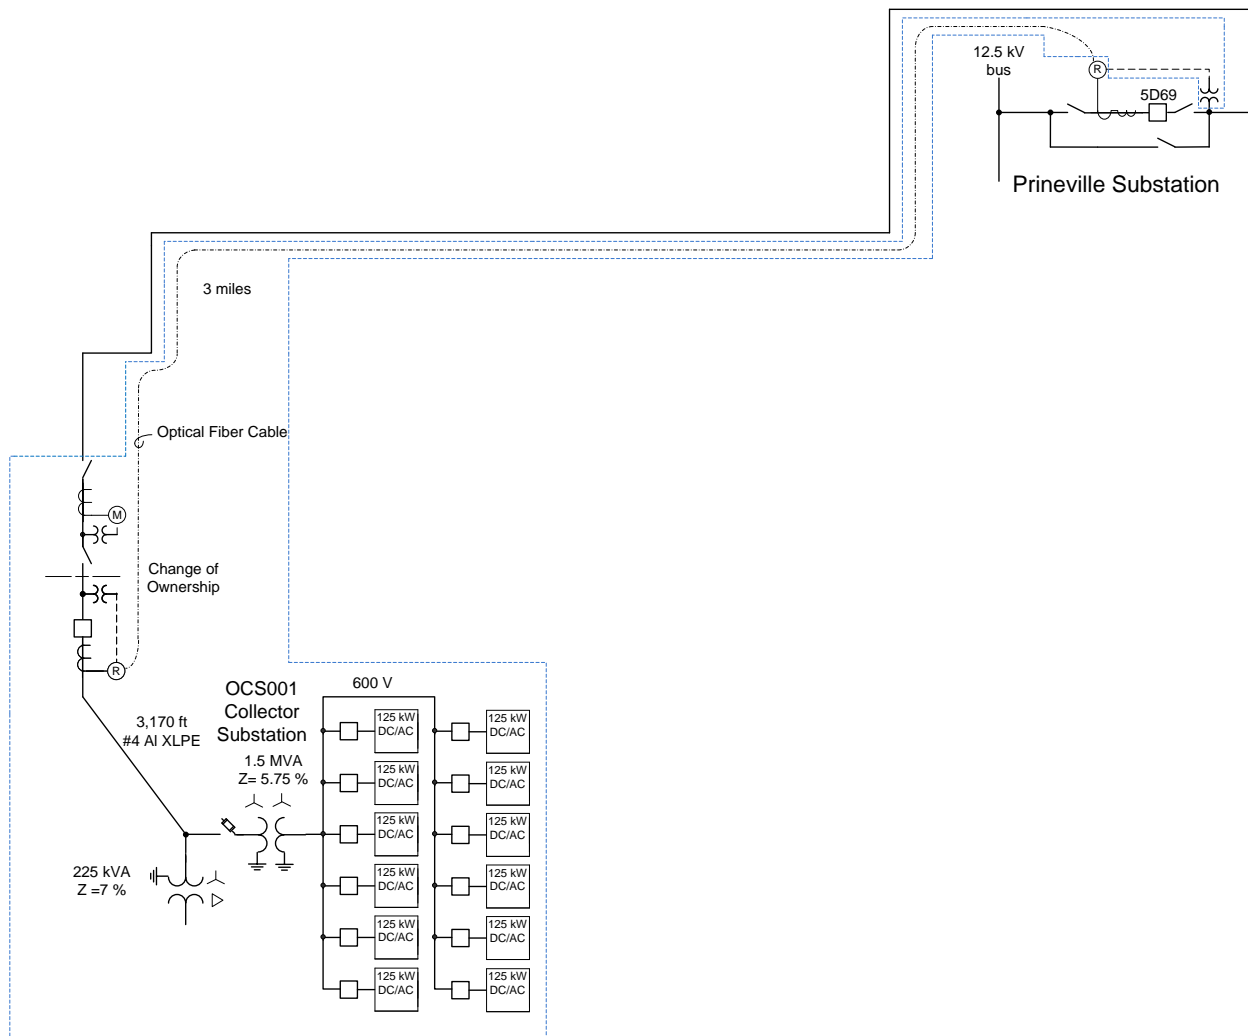 12.5 kV
bus
R
5D69
Prineville Substation
3 miles
Optical Fiber Cable
M
Change of
Ownership
R
3,170 ft
#4 Al XLPE
OCS001
Collector
Substation
1.5 MVA
Z= 5.75 %
600 V
125 kW
DC/AC
125 kW
DC/AC
125 kW
DC/AC
125 kW
DC/AC
125 kW
DC/AC
125 kW
DC/AC
125 kW
DC/AC
125 kW
DC/AC
125 kW
DC/AC
125 kW
DC/AC
125 kW
DC/AC
125 kW
DC/AC
225 kVA
Z =7 %